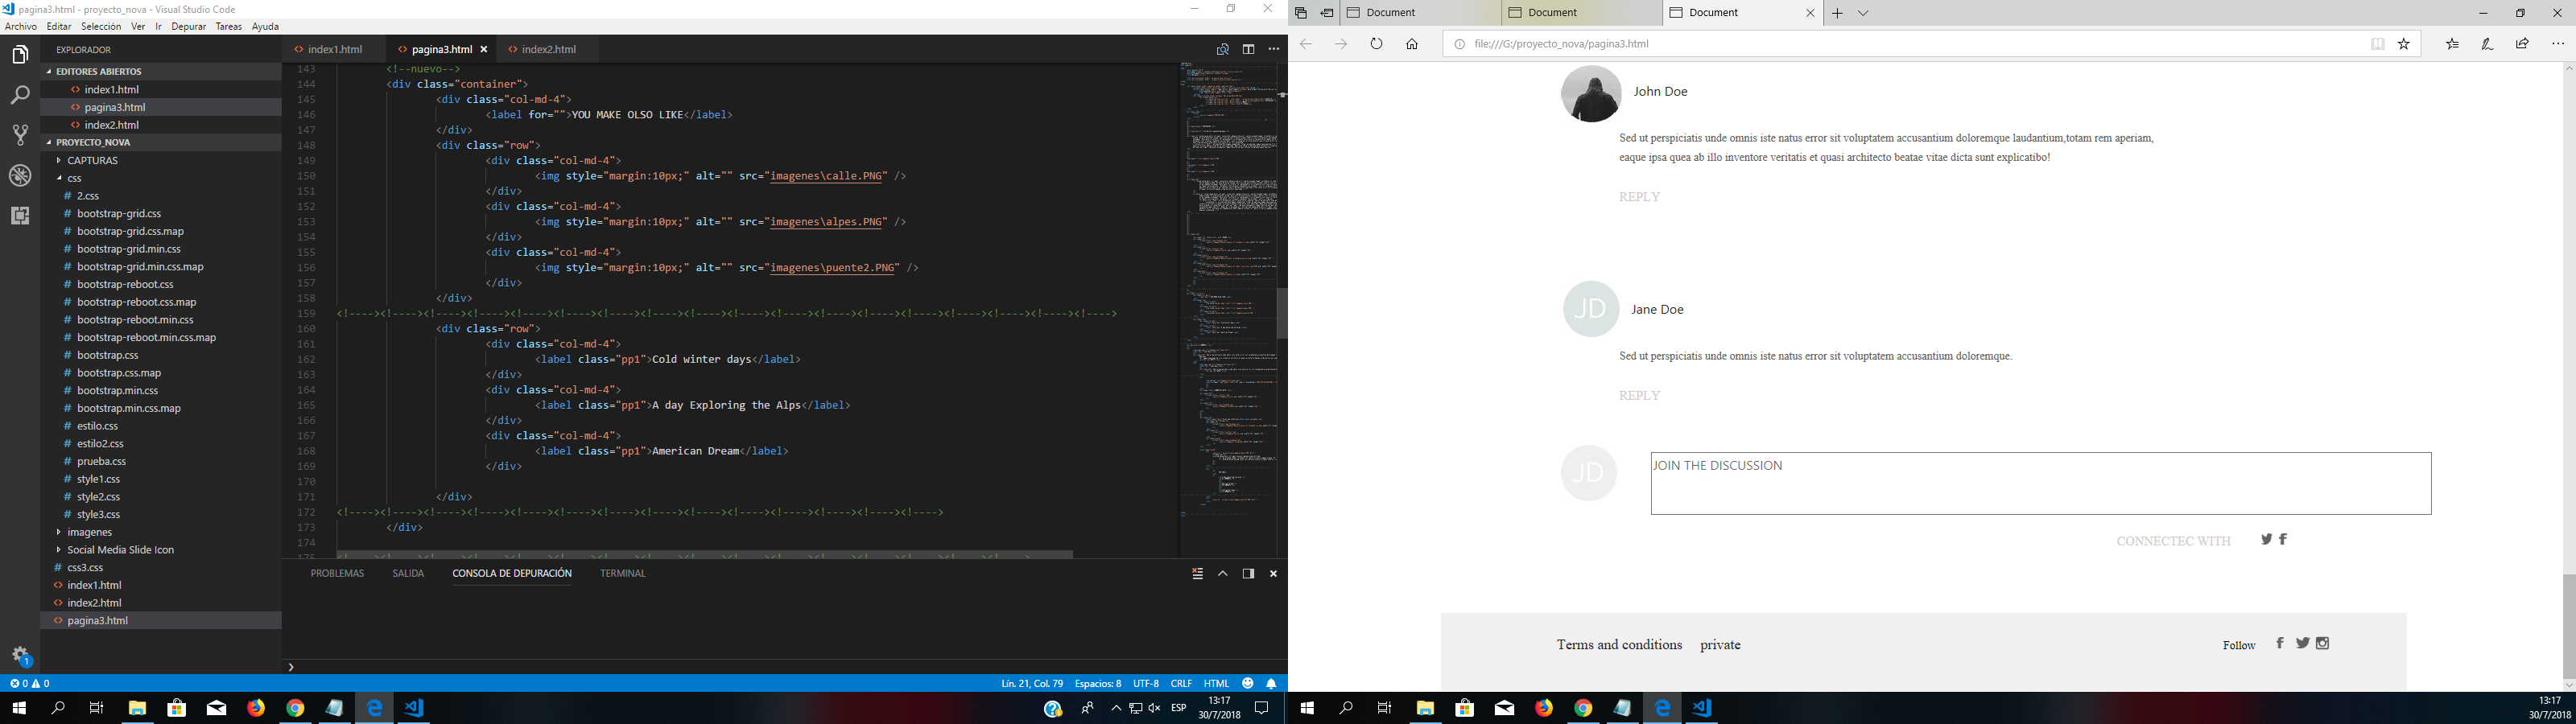 pagina3.html - proyecto_nova - Visual Studio Code
Archivo Editar Selección Ver Ir Depurar Tareas Ayuda
EXPLORADOR
EDITORES ABIERTOS
index1.html
pagina3.html
index2.html
PROYECTO_NOVA
CAPTURAS
css
# 2.css
# bootstrap-grid.css
# bootstrap-grid.css.map
# bootstrap-grid.min.css
# bootstrap-grid.min.css.map
# bootstrap-reboot.css
# bootstrap-reboot.css.map
# bootstrap-reboot.min.css
# bootstrap-reboot.min.css.map
# bootstrap.css
# bootstrap.css.map
# bootstrap.min.css
# bootstrap.min.css.map
# estilo.css
# estilo2.css
# prueba.css
# style1.css
# style2.css
# style3.css
imagenes
Social Media Slide Icon
# css3.css
index1.html
index2.html
pagina3.html
1
index1.html pagina3.html index2.html
143 <!--nuevo-->
144 <div class="container">
145 <div class="col-md-4">
146 <label for="">YOU MAKE OLSO LIKE</label>
147 </div>
148 <div class="row">
149 <div class="col-md-4">
150 <img style="margin:10px;" alt="" src="imagenes\calle.PNG" />
151 </div>
152 <div class="col-md-4">
153 <img style="margin:10px;" alt="" src="imagenes\alpes.PNG" />
154 </div>
155 <div class="col-md-4">
156 <img style="margin:10px;" alt="" src="imagenes\puente2.PNG" />
157 </div>
158 </div>
159 <!----><!----><!----><!----><!----><!----><!----><!----><!----><!----><!----><!----><!----><!----><!----><!----><!----><!---->
160 <div class="row">
161 <div class="col-md-4">
162 <label class="pp1">Cold winter days</label>
163 </div>
164 <div class="col-md-4">
165 <label class="pp1">A day Exploring the Alps</label>
166 </div>
167 <div class="col-md-4">
168 <label class="pp1">American Dream</label>
169 </div>
170
171 </div>
172 <!----><!----><!----><!----><!----><!----><!----><!----><!----><!----><!----><!----><!----><!---->
173 </div>
174
175
PROBLEMAS SALIDA CONSOLA DE DEPURACIÓN TERMINAL
0 0 Lín. 21, Col. 79 Espacios: 8 UTF-8 CRLF HTML
ESP 13:17
30/7/2018
Document Document Document
file:///G:/proyecto_nova/pagina3.html
John Doe
Sed ut perspiciatis unde omnis iste natus error sit voluptatem accusantium doloremque laudantium,totam rem aperiam,
eaque ipsa quea ab illo inventore veritatis et quasi architecto beatae vitae dicta sunt explicatibo!
REPLY
JD Jane Doe
Sed ut perspiciatis unde omnis iste natus error sit voluptatem accusantium doloremque.
REPLY
JD JOIN THE DISCUSSION
CONNECTEC WITH
Terms and conditions private Follow
13:17
30/7/2018